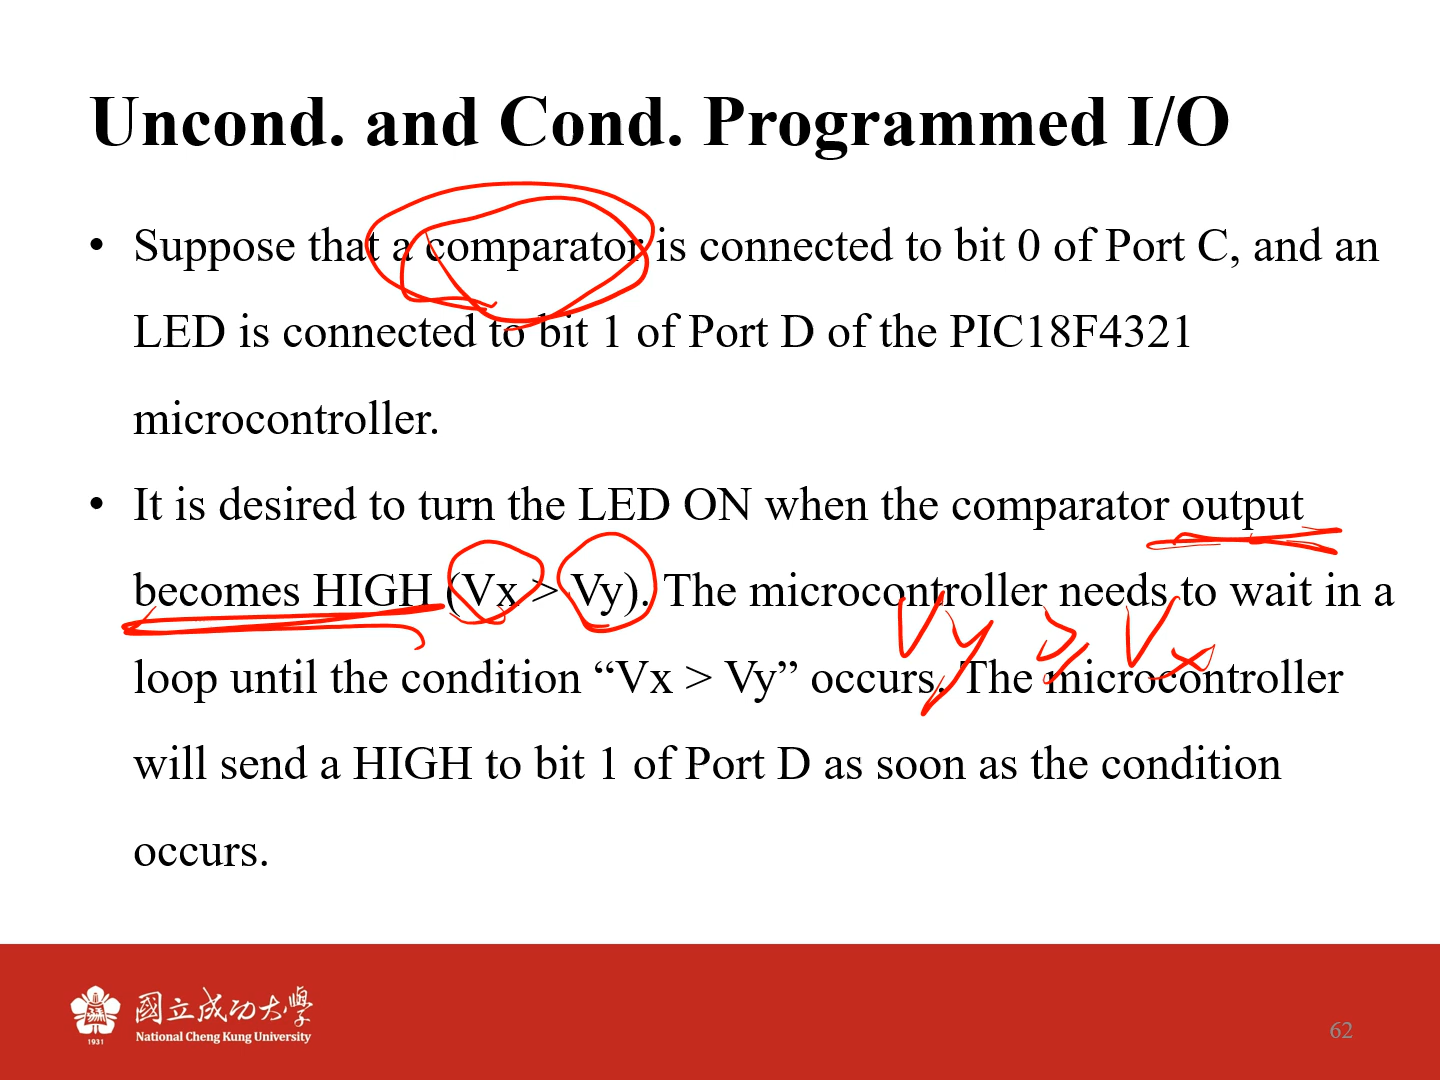 Uncond. and Cond. Programmed I/O
• Suppose that a comparator is connected to bit 0 of Port C, and an
LED is connected to bit 1 of Port D of the PIC18F4321
microcontroller.
• It is desired to turn the LED ON when the comparator output
becomes HIGH (Vx > Vy). The microcontroller needs to wait in a
Vy ≥ Vx
loop until the condition “Vx > Vy” occurs. The microcontroller
will send a HIGH to bit 1 of Port D as soon as the condition
occurs.
國立成功大學
National Cheng Kung University
1931
62